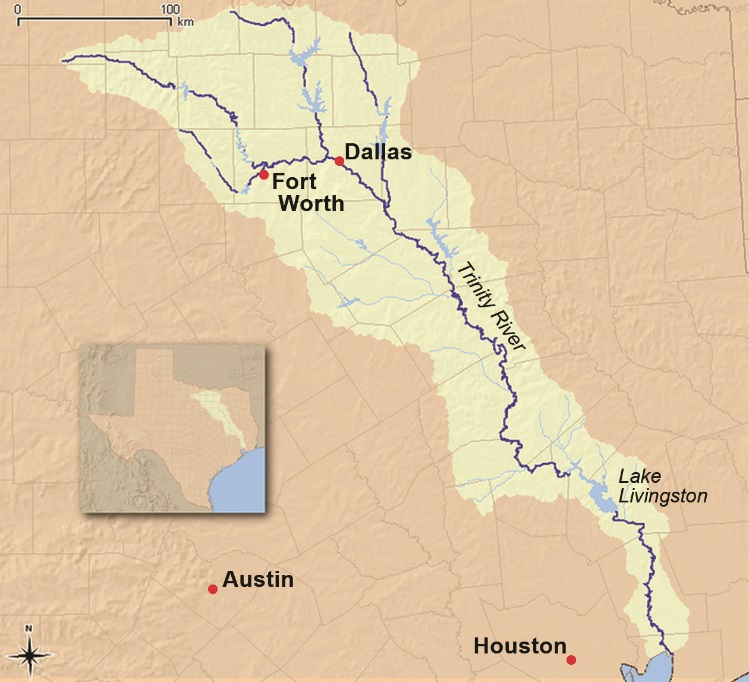 0 100
km
Dallas
Fort
Worth
Trinity River
Lake
Livingston
Austin
N
Houston